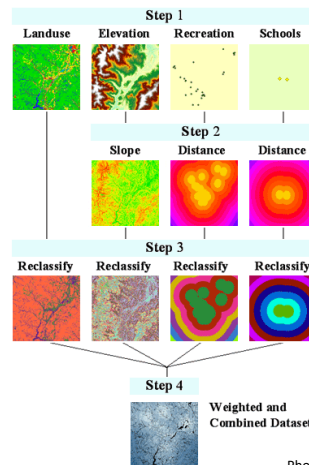 Step 1
Landuse Elevation Recreation Schools
Step 2
Slope Distance Distance
Step 3
Reclassify Reclassify Reclassify Reclassify
Step 4
Weighted and
Combined Dataset